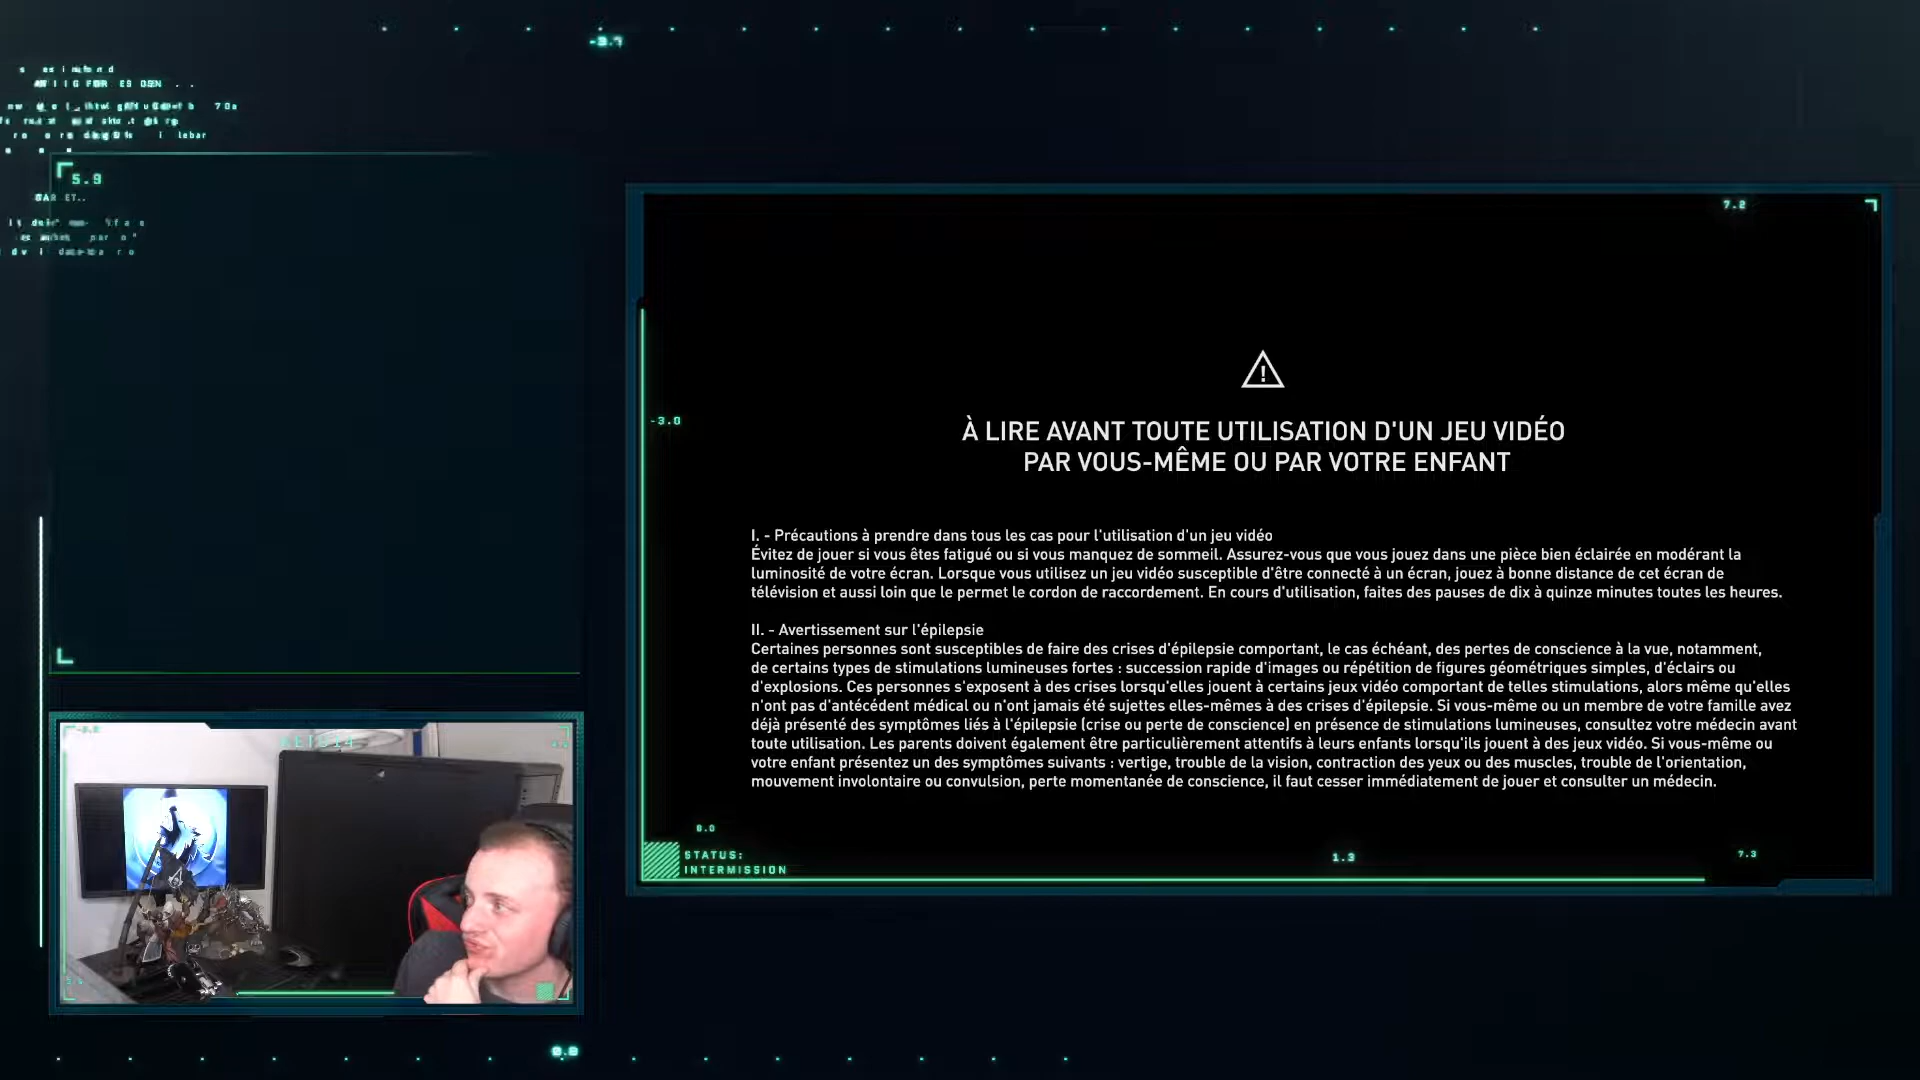 -3.7
5.9
7.2
-3.0
À LIRE AVANT TOUTE UTILISATION D'UN JEU VIDÉO
PAR VOUS-MÊME OU PAR VOTRE ENFANT
I. - Précautions à prendre dans tous les cas pour l'utilisation d'un jeu vidéo
Évitez de jouer si vous êtes fatigué ou si vous manquez de sommeil. Assurez-vous que vous jouez dans une pièce bien éclairée en modérant la
luminosité de votre écran. Lorsque vous utilisez un jeu vidéo susceptible d'être connecté à un écran, jouez à bonne distance de cet écran de
télévision et aussi loin que le permet le cordon de raccordement. En cours d'utilisation, faites des pauses de dix à quinze minutes toutes les heures.
II. - Avertissement sur l'épilepsie
Certaines personnes sont susceptibles de faire des crises d'épilepsie comportant, le cas échéant, des pertes de conscience à la vue, notamment,
de certains types de stimulations lumineuses fortes : succession rapide d'images ou répétition de figures géométriques simples, d'éclairs ou
d'explosions. Ces personnes s'exposent à des crises lorsqu'elles jouent à certains jeux vidéo comportant de telles stimulations, alors même qu'elles
n'ont pas d'antécédent médical ou n'ont jamais été sujettes elles-mêmes à des crises d'épilepsie. Si vous-même ou un membre de votre famille avez
déjà présenté des symptômes liés à l'épilepsie (crise ou perte de conscience) en présence de stimulations lumineuses, consultez votre médecin avant
toute utilisation. Les parents doivent également être particulièrement attentifs à leurs enfants lorsqu'ils jouent à des jeux vidéo. Si vous-même ou
votre enfant présentez un des symptômes suivants : vertige, trouble de la vision, contraction des yeux ou des muscles, trouble de l'orientation,
mouvement involontaire ou convulsion, perte momentanée de conscience, il faut cesser immédiatement de jouer et consulter un médecin.
STATUS:
INTERMISSION
1.3
7.3
0.0